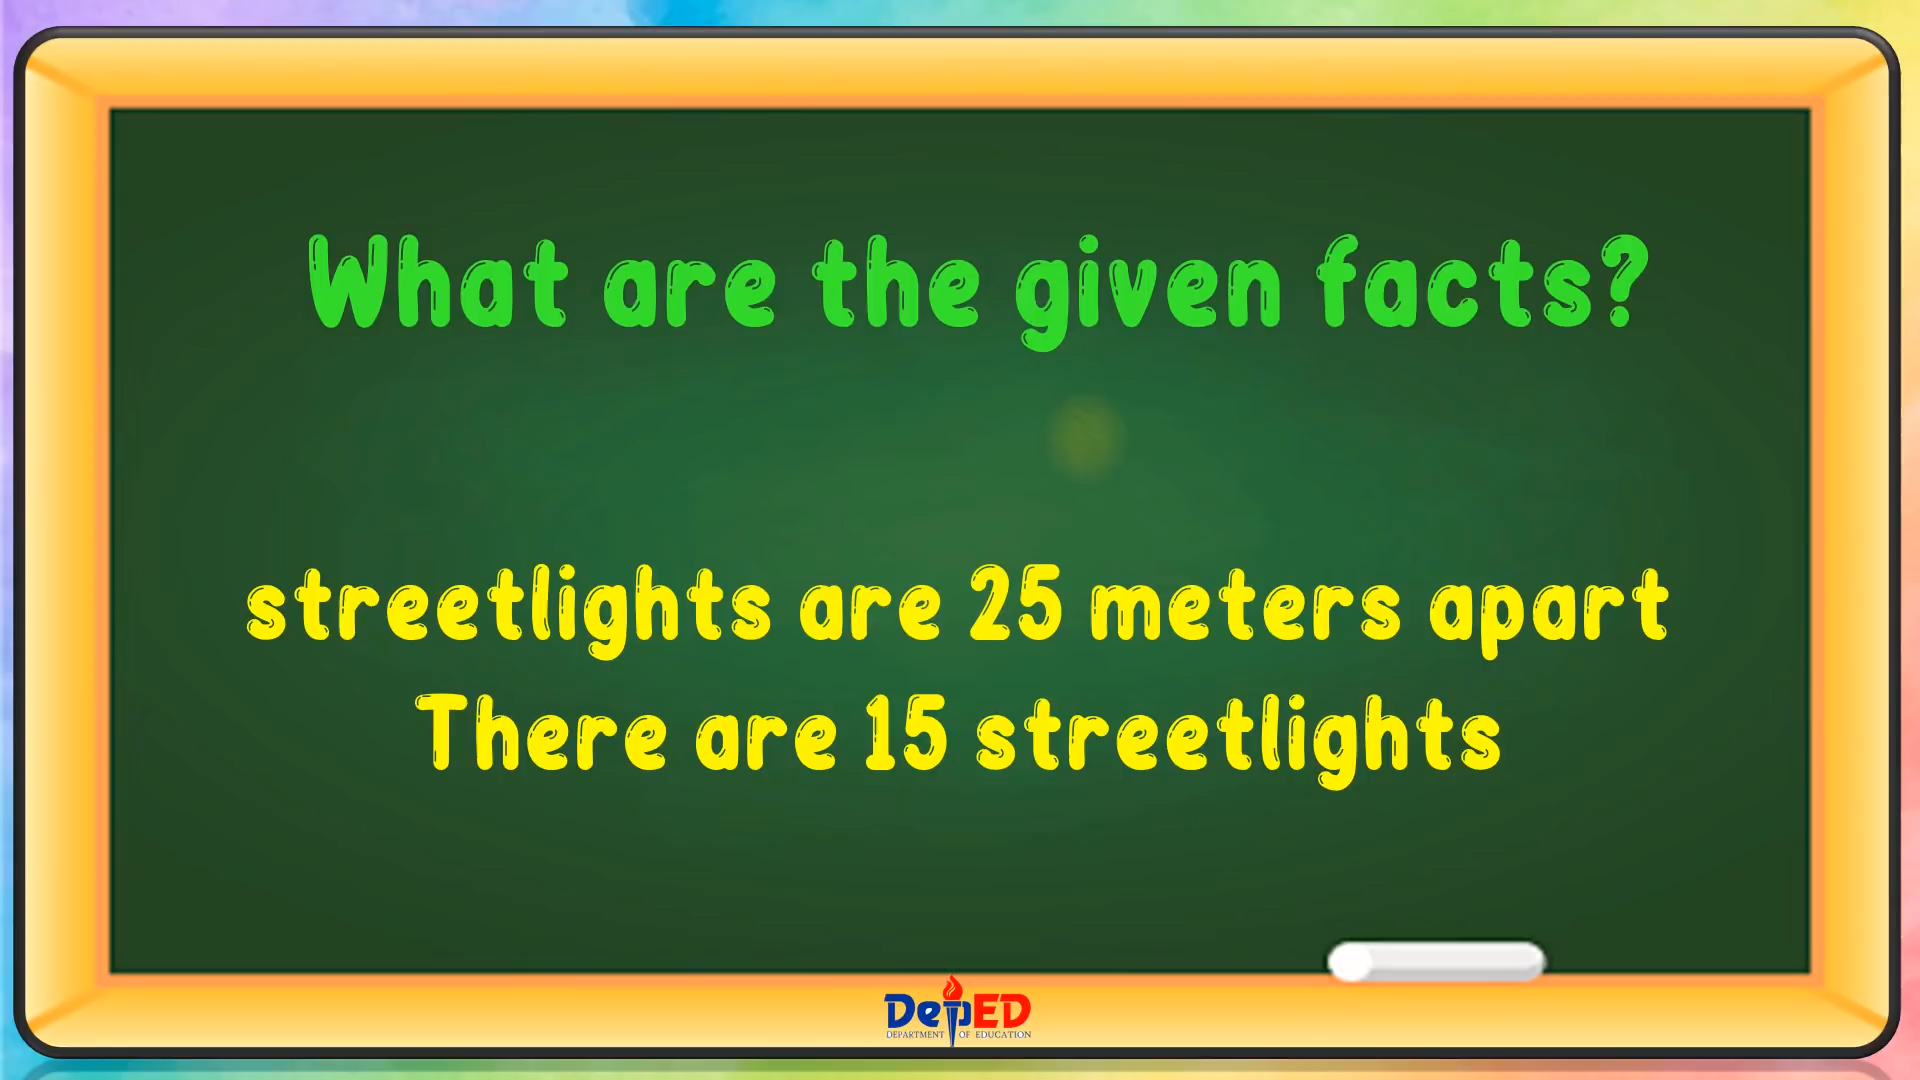 What are the given facts?
streetlights are 25 meters apart
There are 15 streetlights
DepED
DEPARTMENT OF EDUCATION